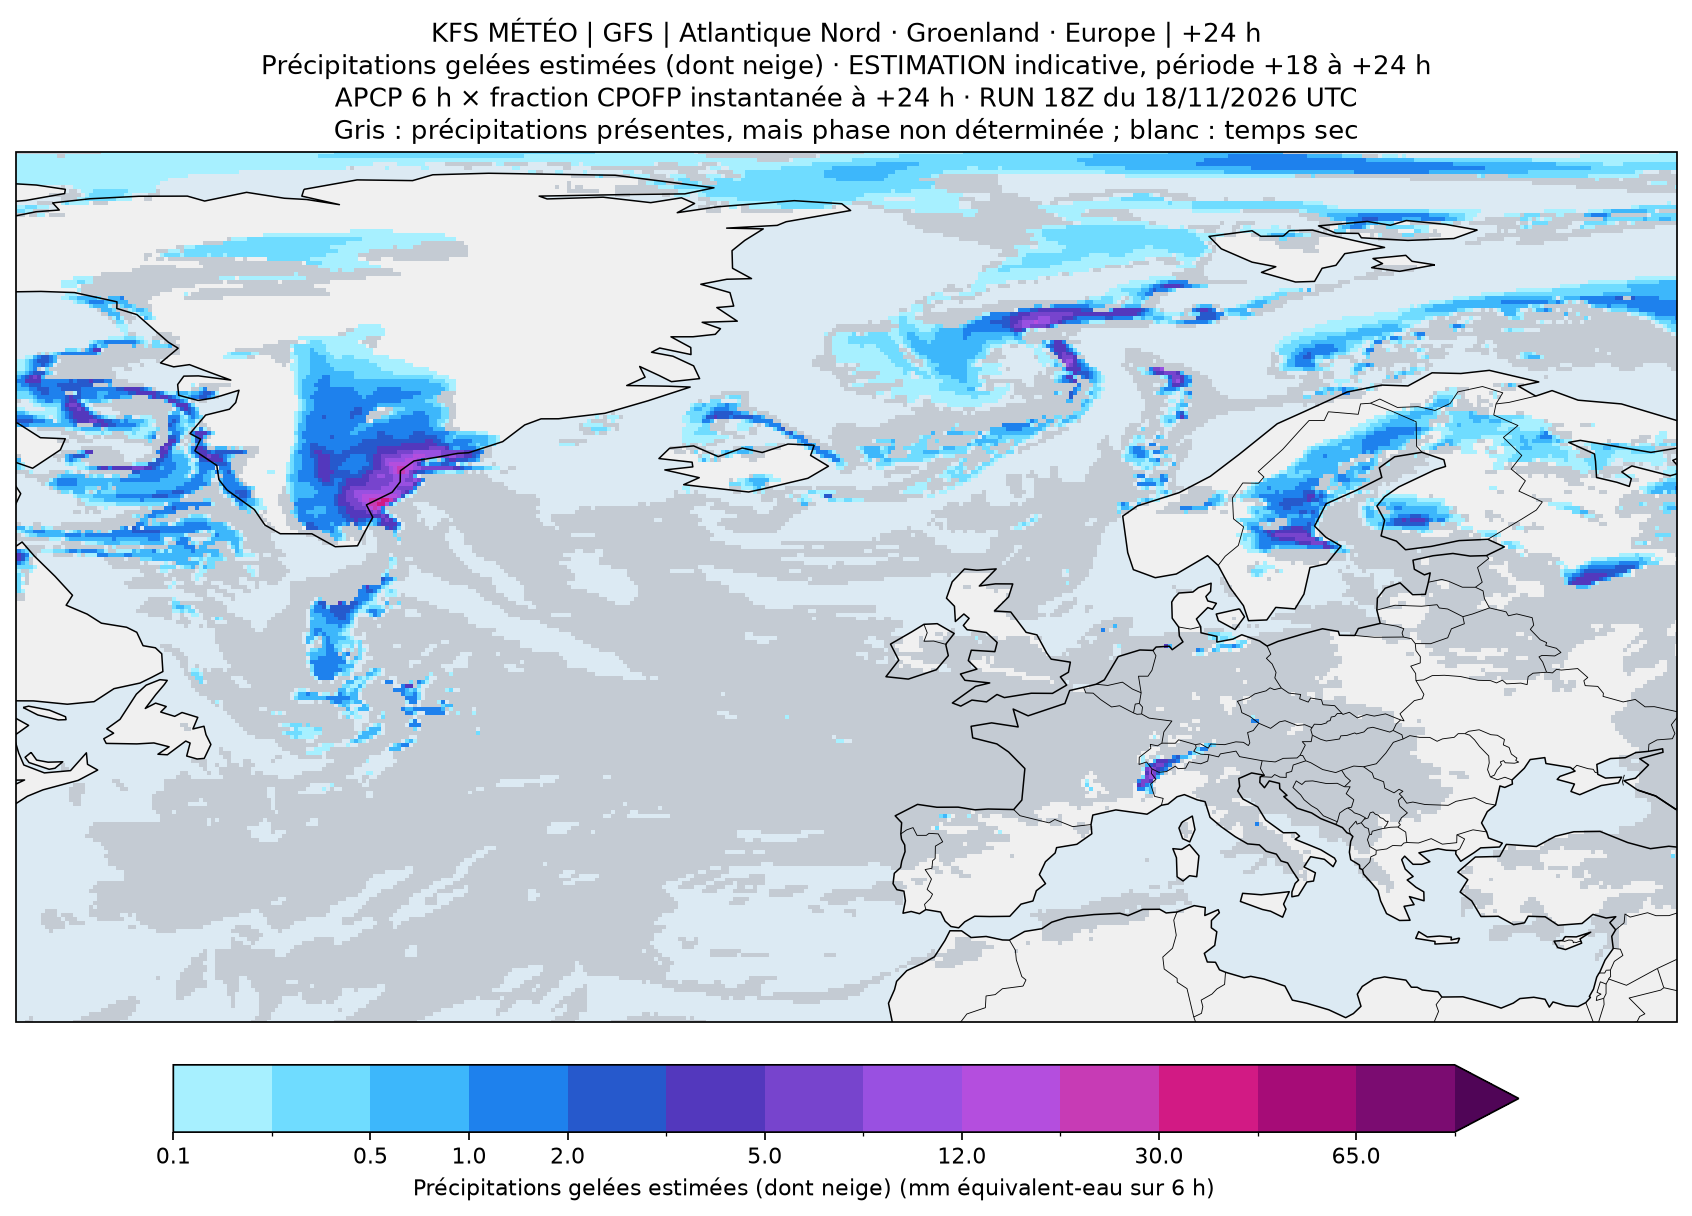 KFS MÉTÉO | GFS | Atlantique Nord · Groenland · Europe | +24 h
Précipitations gelées estimées (dont neige) · ESTIMATION indicative, période +18 à +24 h
APCP 6 h × fraction CPOFP instantanée à +24 h · RUN 18Z du 18/11/2026 UTC
Gris : précipitations présentes, mais phase non déterminée ; blanc : temps sec
0.1 0.5 1.0 2.0 5.0 12.0 30.0 65.0
Précipitations gelées estimées (dont neige) (mm équivalent-eau sur 6 h)